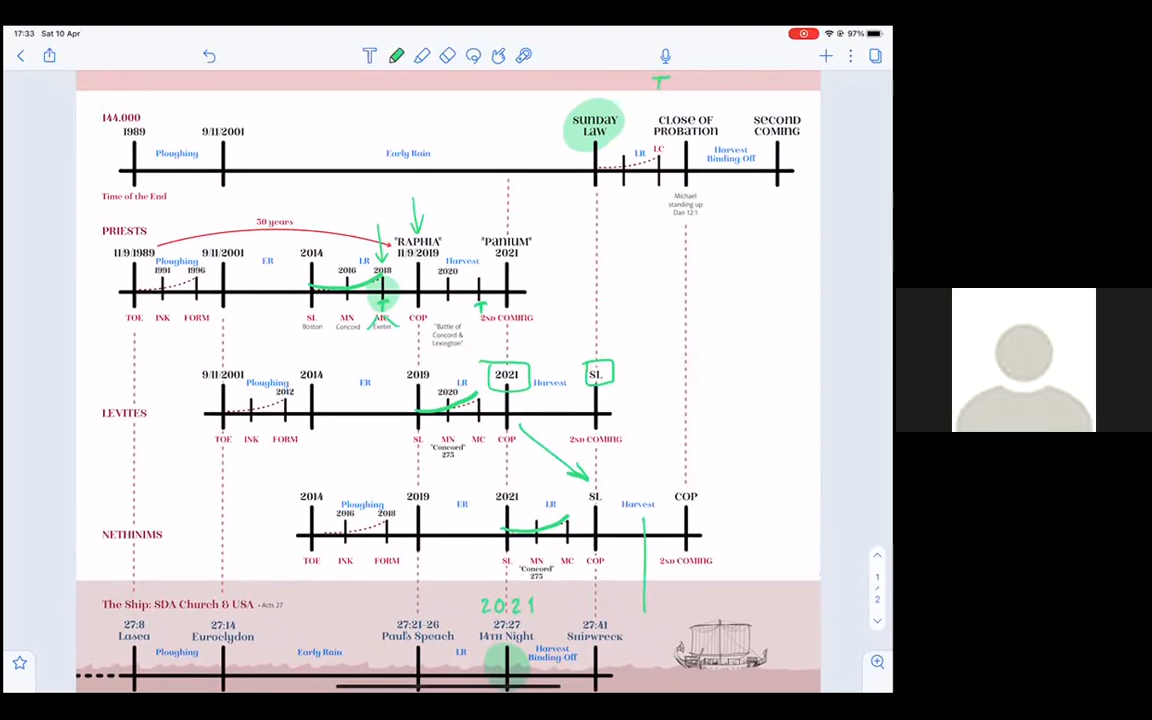 17:33 Sat 10 Apr
97%
T
T
144.000
1989
9/11/2001
SUNDAY LAW
CLOSE OF PROBATION
SECOND COMING
Ploughing
Early Rain
LR
LC
Harvest
Binding-Off
Time of the End
Michael
standing up
Dan 12:1
PRIESTS
30 years
"RAPHIA"
"PANIUM"
11/9/1989
9/11/2001
2014
11/9/2019
2021
Ploughing
ER
LR
Harvest
1991
1996
2016
2018
2020
TOE
INK
FORM
SL
MN
MC
COP
2ND COMING
Boston
Concord
Exeter
"Battle of
Concord &
Lexington"
9/11/2001
2014
2019
2021
SL
Ploughing
ER
LR
Harvest
2012
2020
LEVITES
TOE
INK
FORM
SL
MN
MC
COP
2ND COMING
"Concord"
273
2014
2019
2021
SL
COP
Ploughing
ER
LR
Harvest
2016
2018
NETHINIMS
TOE
INK
FORM
SL
MN
MC
COP
2ND COMING
"Concord"
273
The Ship: SDA Church & USA • Acts 27
2021
27:8
Lasea
27:14
Euroclydon
27:21-26
Paul's Speach
27:27
14TH Night
27:41
Shipwreck
Ploughing
Early Rain
LR
Harvest
Binding-Off
1
/
2